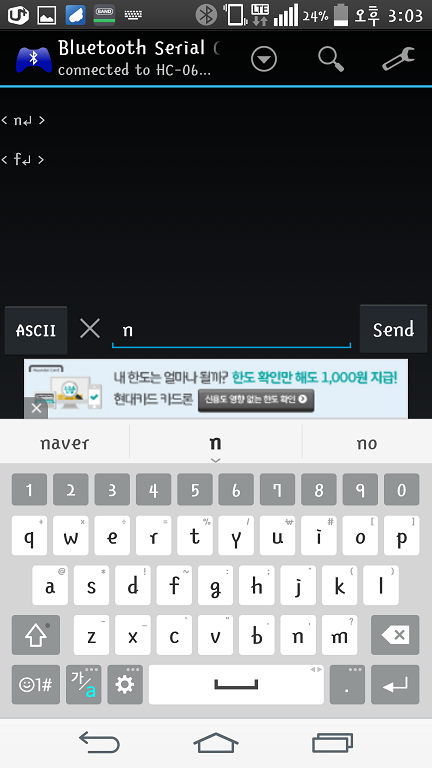 LTE 24% 오후 3:03
Bluetooth Serial
connected to HC-06...
< n↲ >
< f↲ >
ASCII n Send
내 한도는 얼마나 될까? 한도 확인만 해도 1,000원 지급!
현대카드 카드론 신용도 영향 없는 한도 확인
naver n no
1 2 3 4 5 6 7 8 9 0
q w e r t y u i o p
a s d f g h j k l
z x c v b n m
1# 가/a .